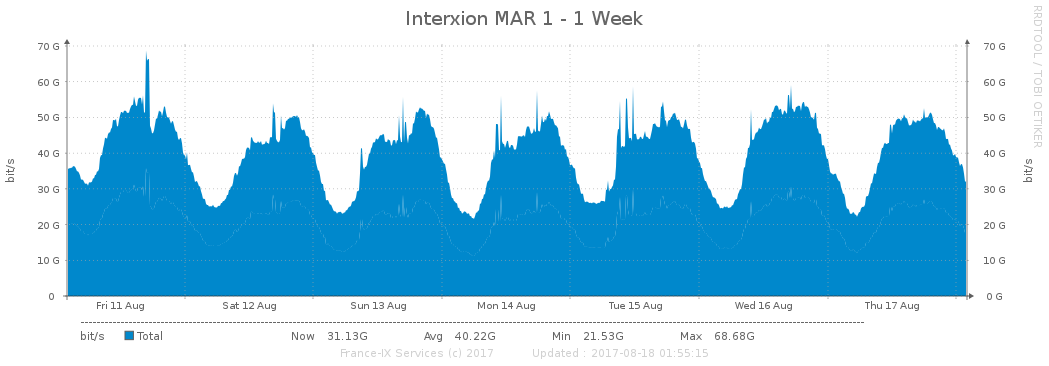 Interxion MAR 1 - 1 Week
RRDTOOL / TOBI OETIKER
70 G 70 G
60 G 60 G
50 G 50 G
40 G 40 G
30 G 30 G
20 G 20 G
10 G 10 G
0 0 G
bit/s bit/s
Fri 11 Aug Sat 12 Aug Sun 13 Aug Mon 14 Aug Tue 15 Aug Wed 16 Aug Thu 17 Aug
bit/s Total Now 31.13G Avg 40.22G Min 21.53G Max 68.68G
France-IX Services (c) 2017 Updated : 2017-08-18 01:55:15